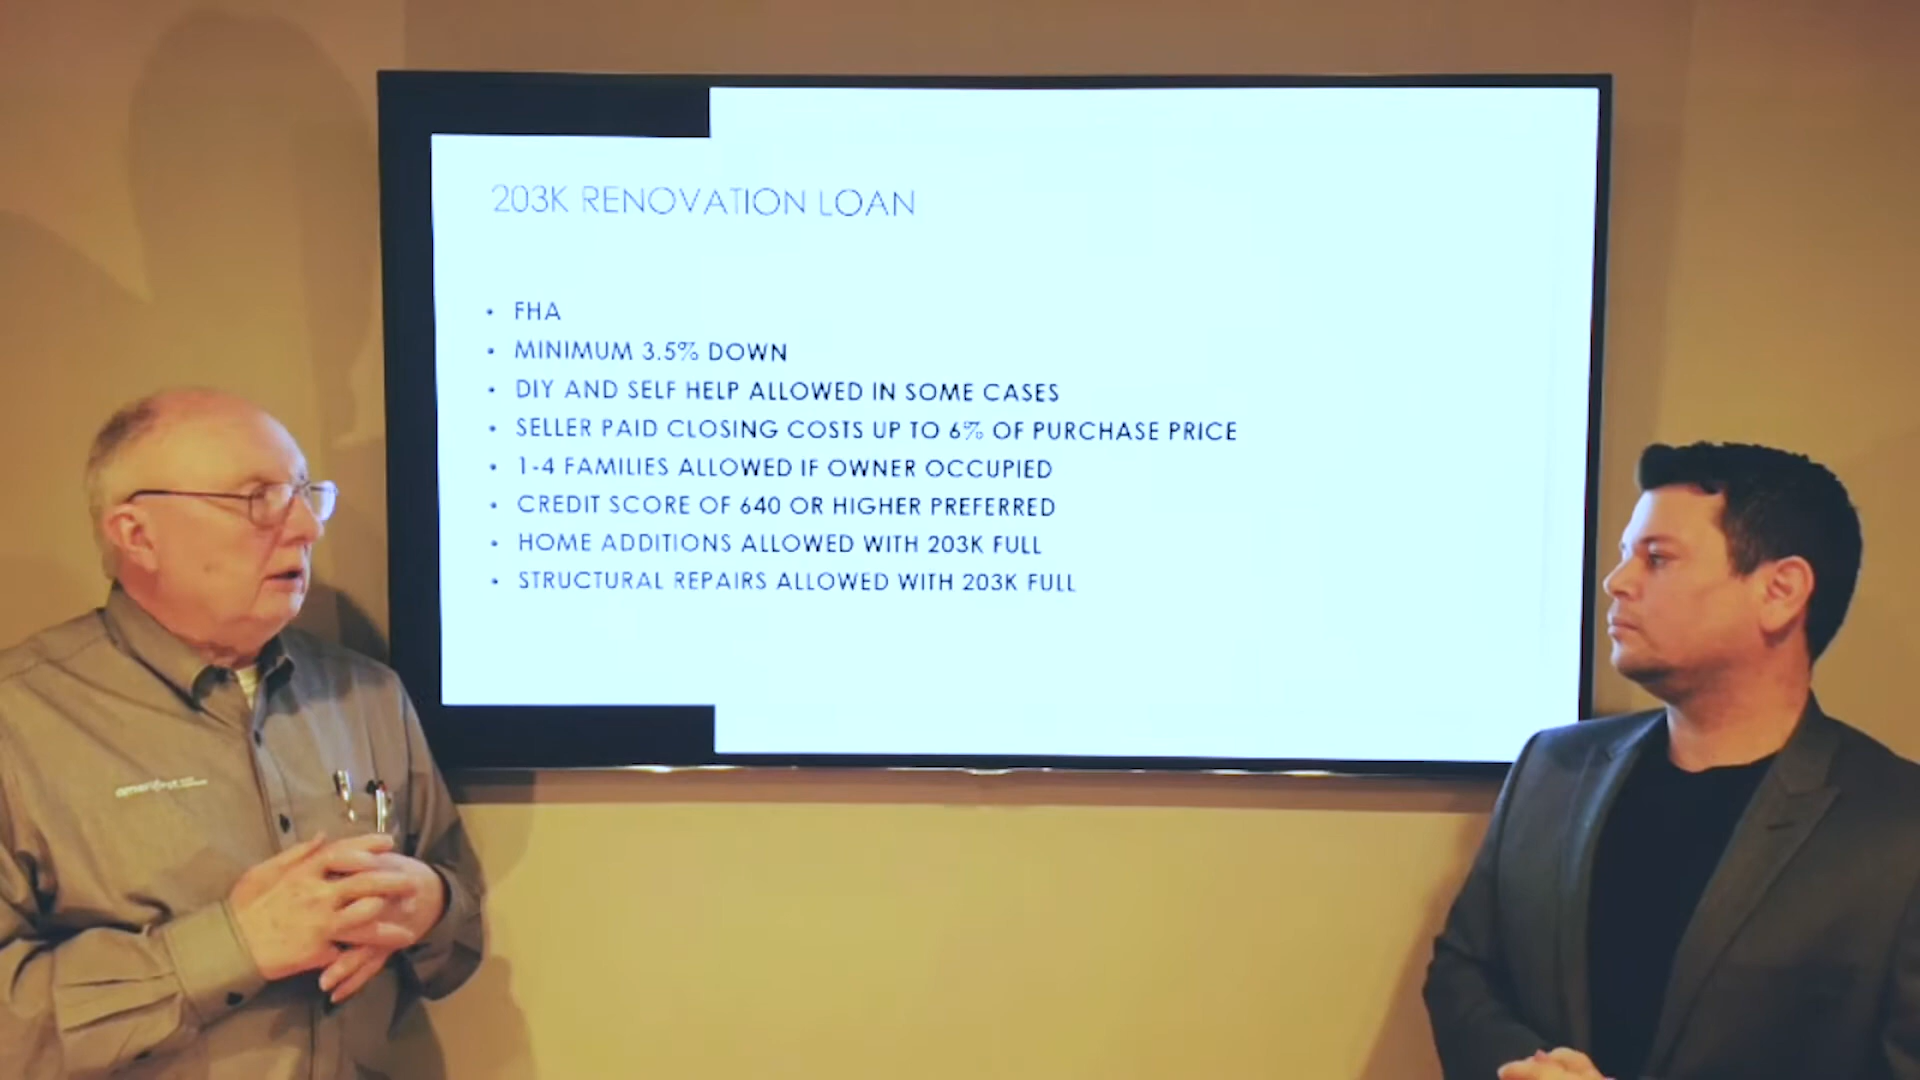 203K RENOVATION LOAN
• FHA
• MINIMUM 3.5% DOWN
• DIY AND SELF HELP ALLOWED IN SOME CASES
• SELLER PAID CLOSING COSTS UP TO 6% OF PURCHASE PRICE
• 1-4 FAMILIES ALLOWED IF OWNER OCCUPIED
• CREDIT SCORE OF 640 OR HIGHER PREFERRED
• HOME ADDITIONS ALLOWED WITH 203K FULL
• STRUCTURAL REPAIRS ALLOWED WITH 203K FULL